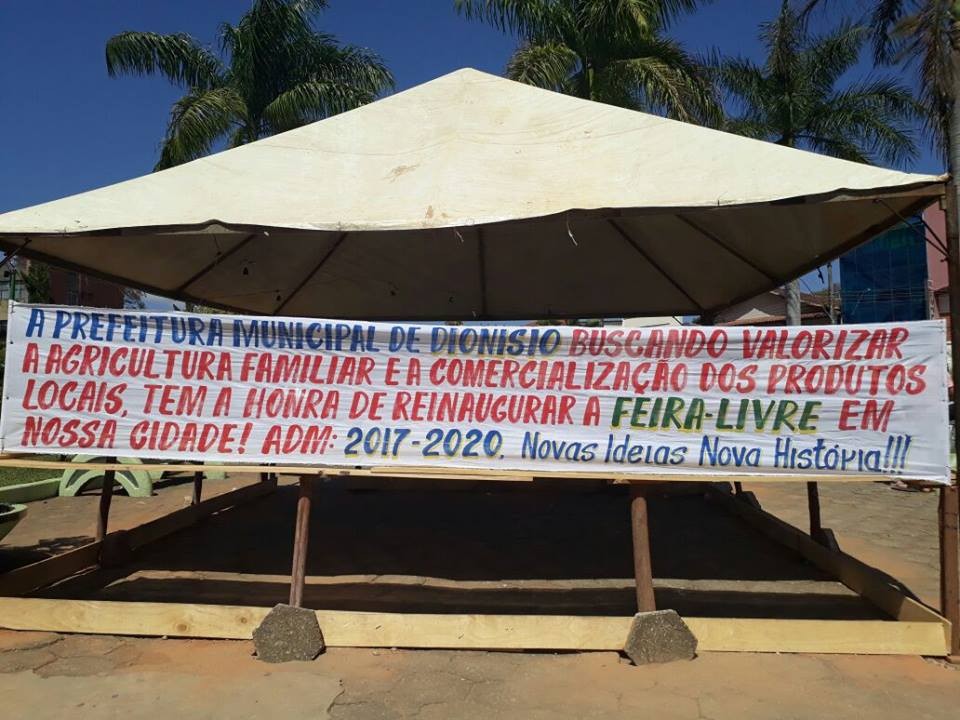 A PREFEITURA MUNICIPAL DE DIONISIO BUSCANDO VALORIZAR
A AGRICULTURA FAMILIAR E A COMERCIALIZAÇÃO DOS PRODUTOS
LOCAIS, TEM A HONRA DE REINAUGURAR A FEIRA-LIVRE EM
NOSSA CIDADE! ADM: 2017-2020. Novas Ideias Nova História!!!